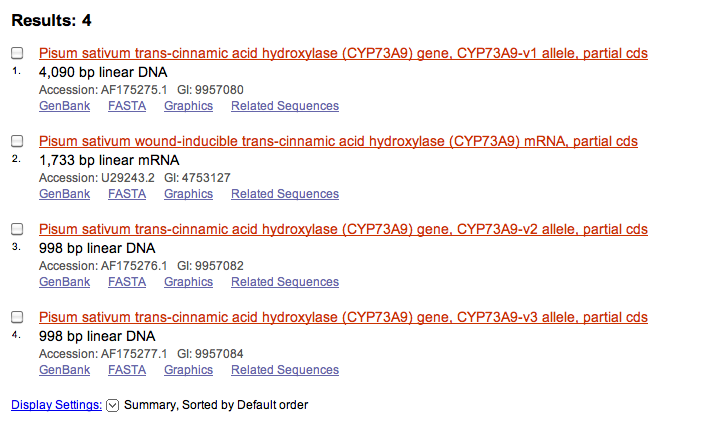 Results: 4
Pisum sativum trans-cinnamic acid hydroxylase (CYP73A9) gene, CYP73A9-v1 allele, partial cds
1. 4,090 bp linear DNA
Accession: AF175275.1 GI: 9957080
GenBank FASTA Graphics Related Sequences
Pisum sativum wound-inducible trans-cinnamic acid hydroxylase (CYP73A9) mRNA, partial cds
2. 1,733 bp linear mRNA
Accession: U29243.2 GI: 4753127
GenBank FASTA Graphics Related Sequences
Pisum sativum trans-cinnamic acid hydroxylase (CYP73A9) gene, CYP73A9-v2 allele, partial cds
3. 998 bp linear DNA
Accession: AF175276.1 GI: 9957082
GenBank FASTA Graphics Related Sequences
Pisum sativum trans-cinnamic acid hydroxylase (CYP73A9) gene, CYP73A9-v3 allele, partial cds
4. 998 bp linear DNA
Accession: AF175277.1 GI: 9957084
GenBank FASTA Graphics Related Sequences
Display Settings: Summary, Sorted by Default order